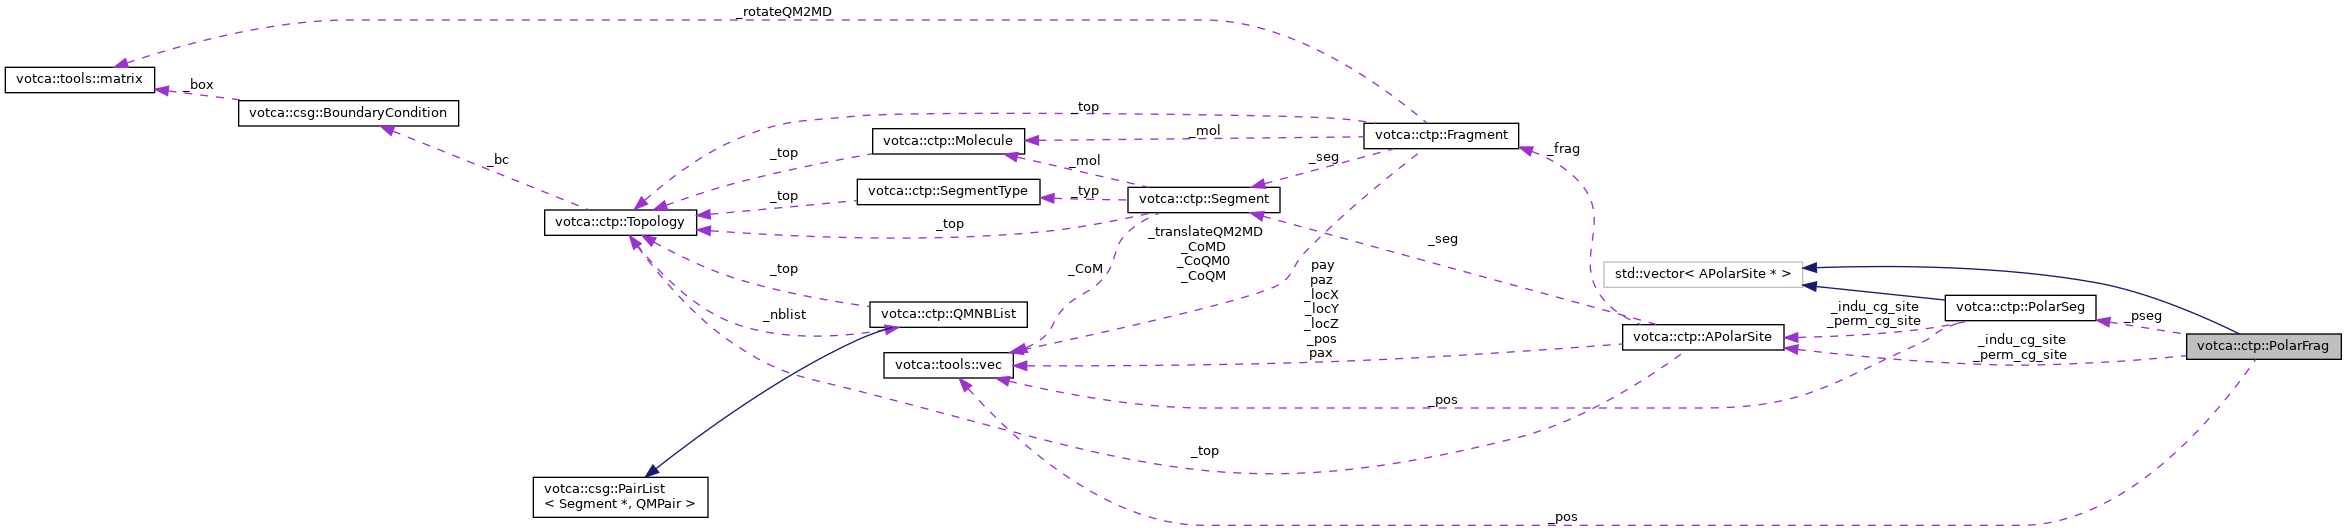 _rotateQM2MD
votca::tools::matrix
_box
votca::csg::BoundaryCondition
_top
votca::ctp::Fragment
_mol
votca::ctp::Molecule
_frag
_top
_bc
_mol
_seg
votca::ctp::SegmentType
_typ
_top
votca::ctp::Segment
votca::ctp::Topology
_top
_translateQM2MD
_CoMD
_CoQM0
_CoQM
_seg
_top
_CoM
pay
paz
_locX
_locY
_locZ
_pos
pax
std::vector< APolarSite * >
votca::ctp::QMNBList
_nblist
votca::ctp::PolarSeg
_indu_cg_site
_perm_cg_site
_pseg
votca::ctp::APolarSite
_indu_cg_site
_perm_cg_site
votca::ctp::PolarFrag
votca::tools::vec
_pos
_top
votca::csg::PairList
< Segment *, QMPair >
_pos